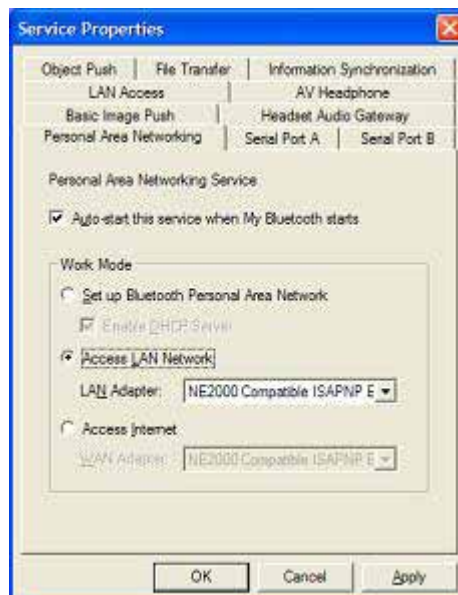 Service Properties
Object Push File Transfer Information Synchronization
LAN Access AV Headphone
Basic Image Push Headset Audio Gateway
Personal Area Networking Serial Port A Serial Port B
Personal Area Networking Service
Auto-start this service when My Bluetooth starts
Work Mode
Set up Bluetooth Personal Area Network
Enable DHCP Server
Access LAN Network
LAN Adapter: NE2000 Compatible ISAPNP E
Access Internet
WAN Adapter: NE2000 Compatible ISAPNP E
OK Cancel Apply